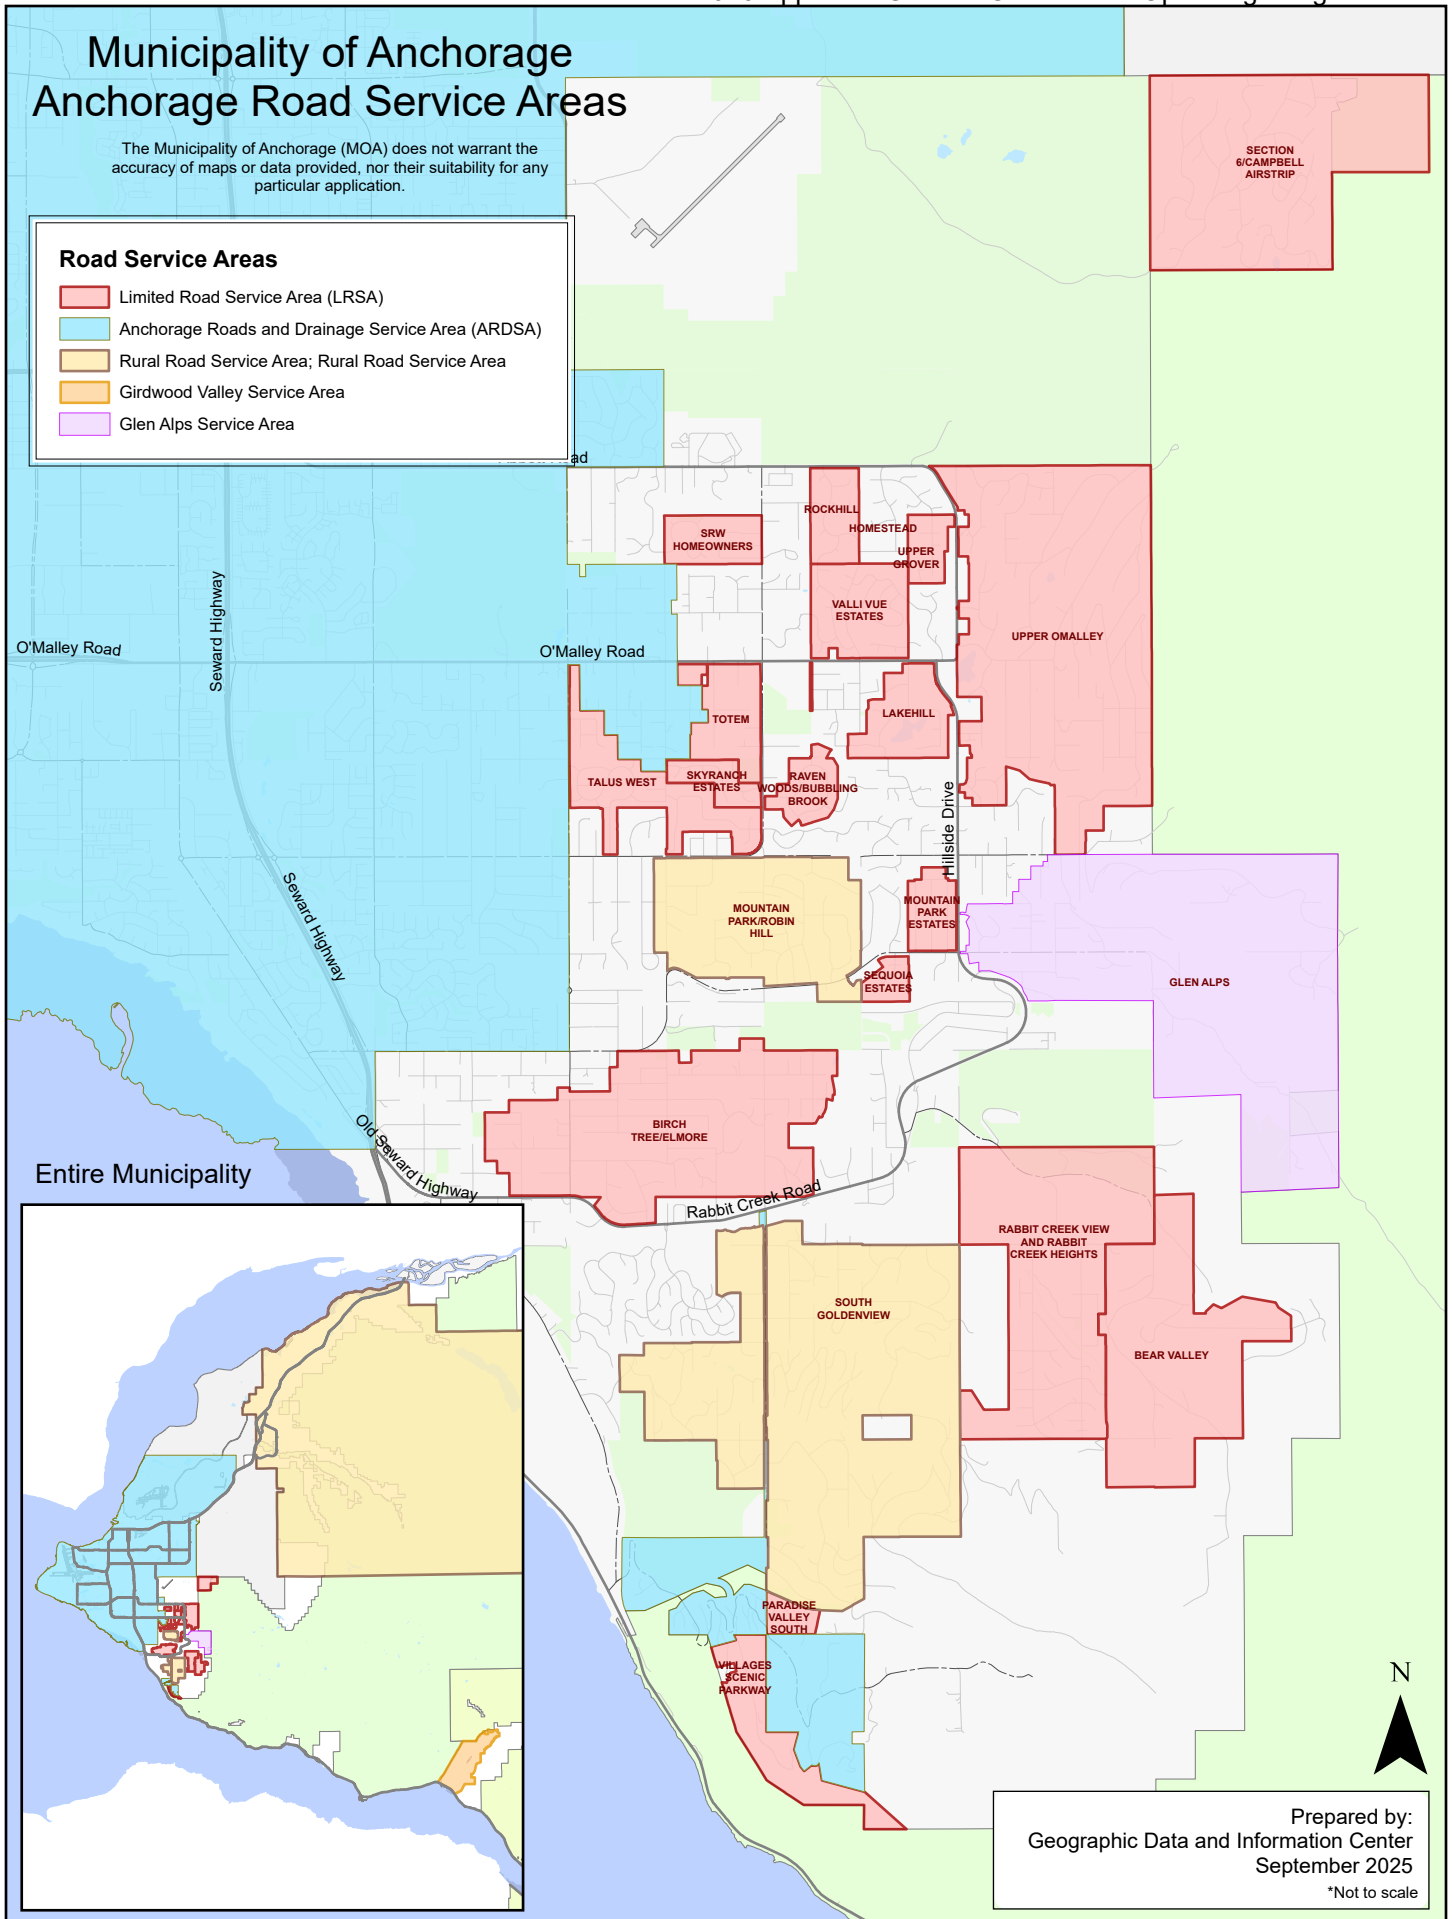 Municipality of Anchorage
Anchorage Road Service Areas
The Municipality of Anchorage (MOA) does not warrant the
accuracy of maps or data provided, nor their suitability for any
particular application.
Road Service Areas
Limited Road Service Area (LRSA)
Anchorage Roads and Drainage Service Area (ARDSA)
Rural Road Service Area; Rural Road Service Area
Girdwood Valley Service Area
Glen Alps Service Area
SECTION
6/CAMPBELL
AIRSTRIP
ROCKHILL
HOMESTEAD
SRW
HOMEOWNERS
UPPER
GROVER
VALLI VUE
ESTATES
UPPER OMALLEY
Seward Highway
O'Malley Road
O'Malley Road
TOTEM
LAKEHILL
TALUS WEST
SKYRANCH
ESTATES
RAVEN
WOODS/BUBBLING
BROOK
Hillside Drive
Seward Highway
MOUNTAIN
PARK/ROBIN
HILL
MOUNTAIN
PARK
ESTATES
SEQUOIA
ESTATES
GLEN ALPS
BIRCH
TREE/ELMORE
Old Seward Highway
Rabbit Creek Road
RABBIT CREEK VIEW
AND RABBIT
CREEK HEIGHTS
SOUTH
GOLDENVIEW
BEAR VALLEY
PARADISE
VALLEY
SOUTH
VILLAGES
SCENIC
PARKWAY
Entire Municipality
N
Prepared by:
Geographic Data and Information Center
September 2025
*Not to scale